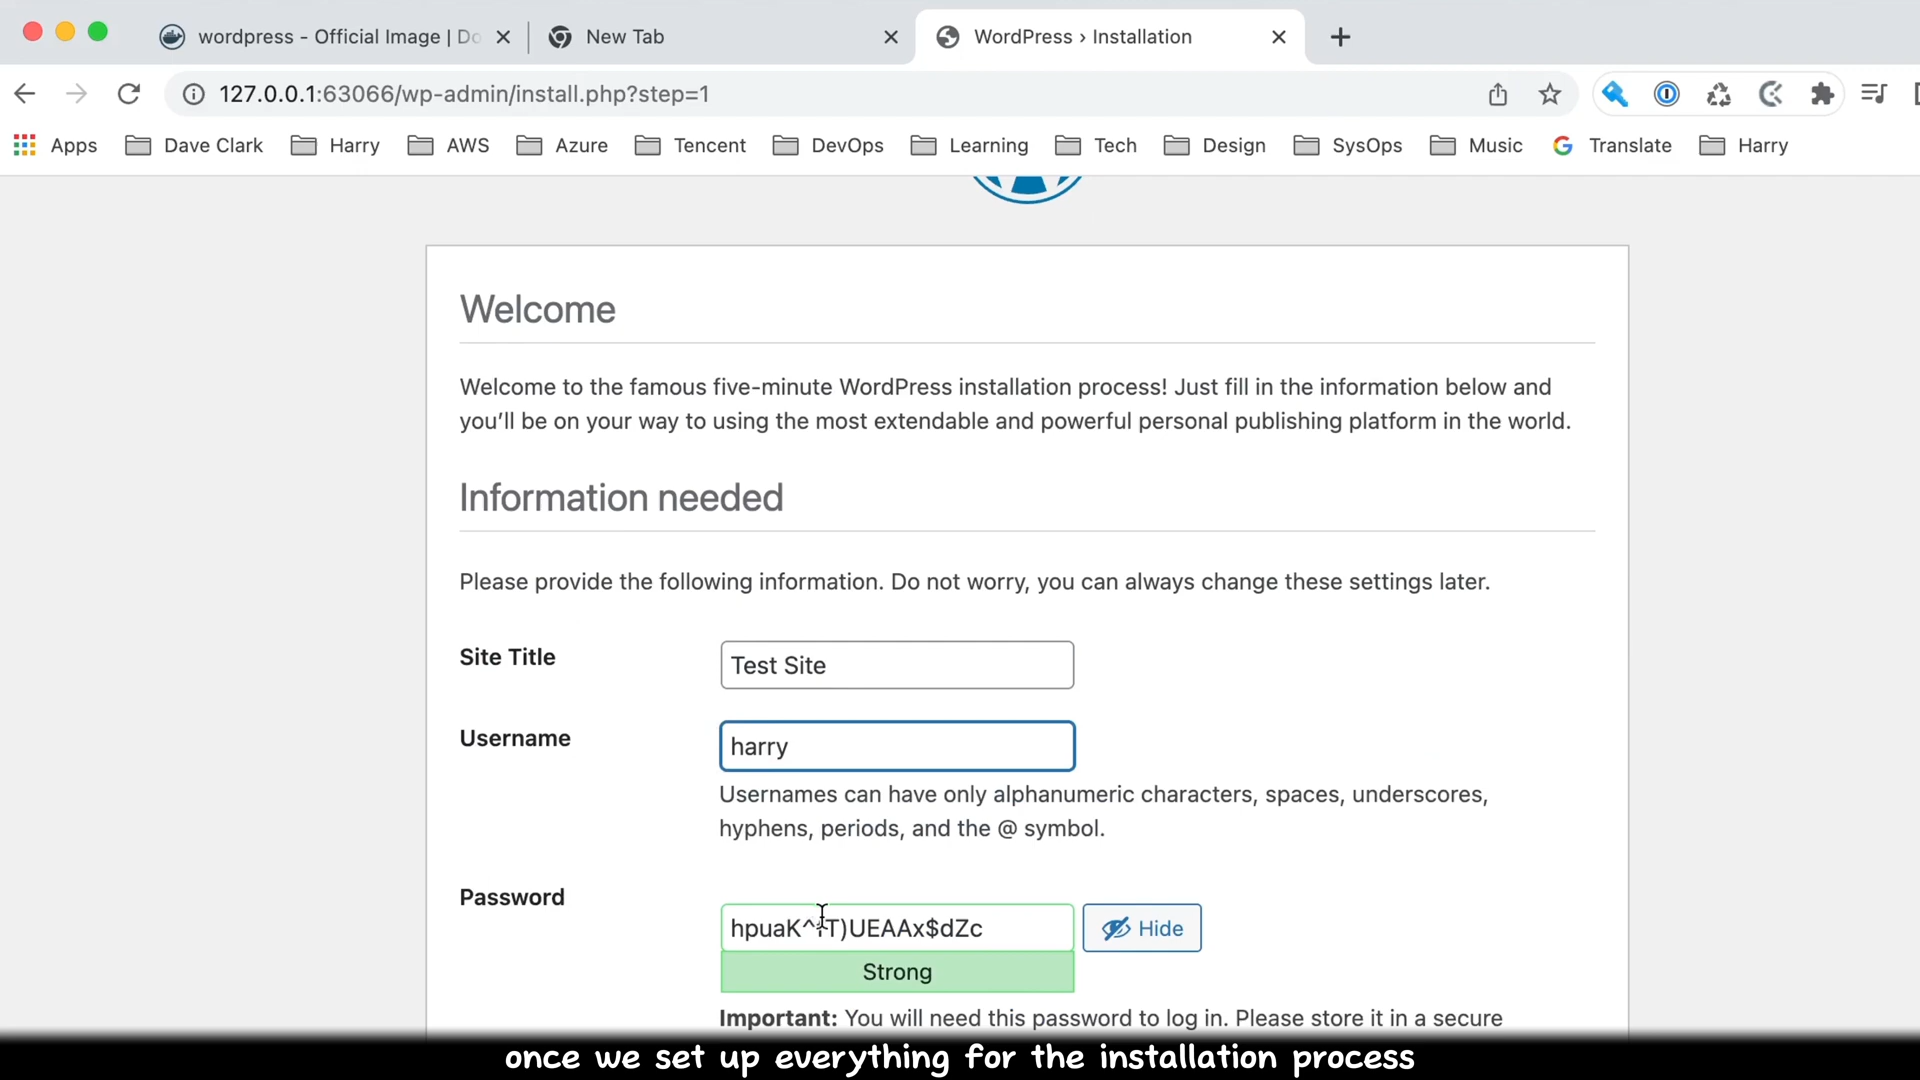 wordpress - Official Image | Do
New Tab
WordPress › Installation
127.0.0.1:63066/wp-admin/install.php?step=1
Apps
Dave Clark
Harry
AWS
Azure
Tencent
DevOps
Learning
Tech
Design
SysOps
Music
Translate
Harry
Welcome
Welcome to the famous five-minute WordPress installation process! Just fill in the information below and
you’ll be on your way to using the most extendable and powerful personal publishing platform in the world.
Information needed
Please provide the following information. Do not worry, you can always change these settings later.
Site Title
Test Site
Username
harry
Usernames can have only alphanumeric characters, spaces, underscores,
hyphens, periods, and the @ symbol.
Password
Hide
Strong
Important: You will need this password to log in. Please store it in a secure
once we set up everything for the installation process